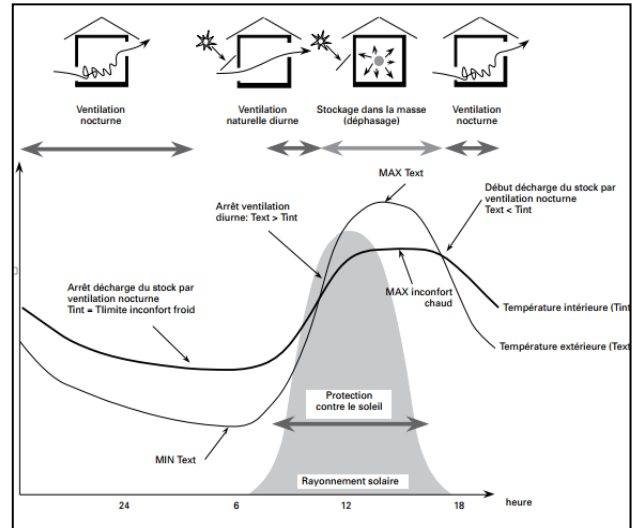 Ventilation
nocturne
Ventilation
naturelle diurne
Stockage dans la masse
(déphasage)
Ventilation
nocturne
MAX Text
Début décharge du stock par
ventilation nocturne
Text < Tint
Arrêt ventilation
diurne: Text > Tint
Arrêt décharge du stock par
ventilation nocturne
Tint = Tlimite inconfort froid
MAX inconfort
chaud
Température intérieure (Tint
Température extérieure (Text
Protection
contre le soleil
MIN Text
Rayonnement solaire
24
6
12
18
heure